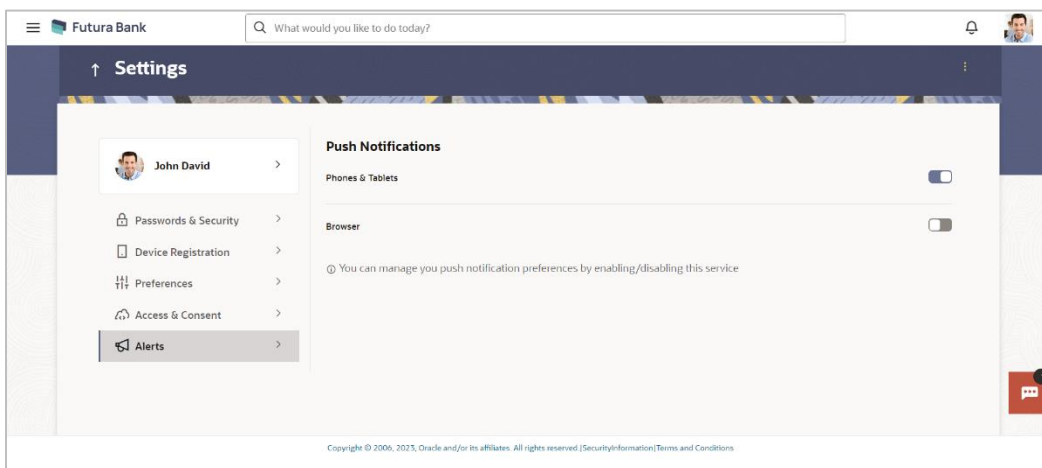 Futura Bank
What would you like to do today?
Settings
John David
Passwords & Security
Device Registration
Preferences
Access & Consent
Alerts
Push Notifications
Phones & Tablets
Browser
You can manage you push notification preferences by enabling/disabling this service
Copyright © 2006, 2023, Oracle and/or its affiliates. All rights reserved.|SecurityInformation|Terms and Conditions